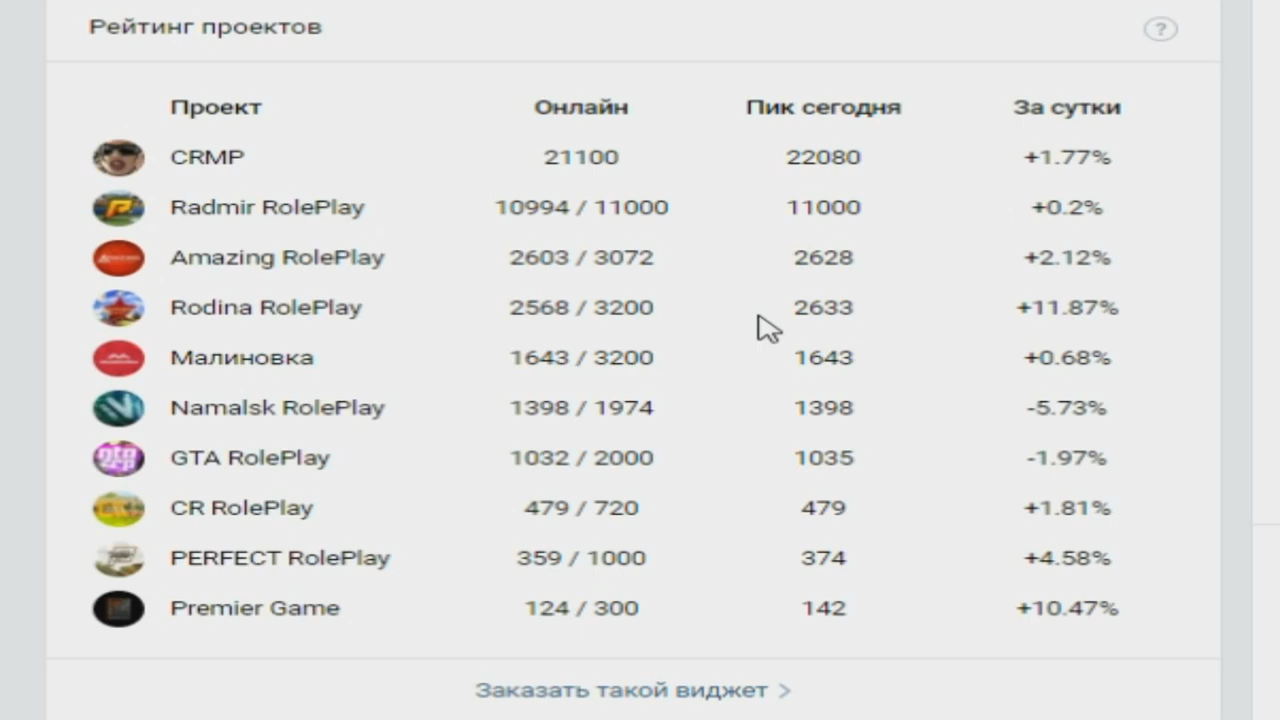 Рейтинг проектов ?
Проект Онлайн Пик сегодня За сутки
CRMP 21100 22080 +1.77%
Radmir RolePlay 10994 / 11000 11000 +0.2%
Amazing RolePlay 2603 / 3072 2628 +2.12%
Rodina RolePlay 2568 / 3200 2633 +11.87%
Малиновка 1643 / 3200 1643 +0.68%
Namalsk RolePlay 1398 / 1974 1398 -5.73%
GTA RolePlay 1032 / 2000 1035 -1.97%
CR RolePlay 479 / 720 479 +1.81%
PERFECT RolePlay 359 / 1000 374 +4.58%
Premier Game 124 / 300 142 +10.47%
Заказать такой виджет >